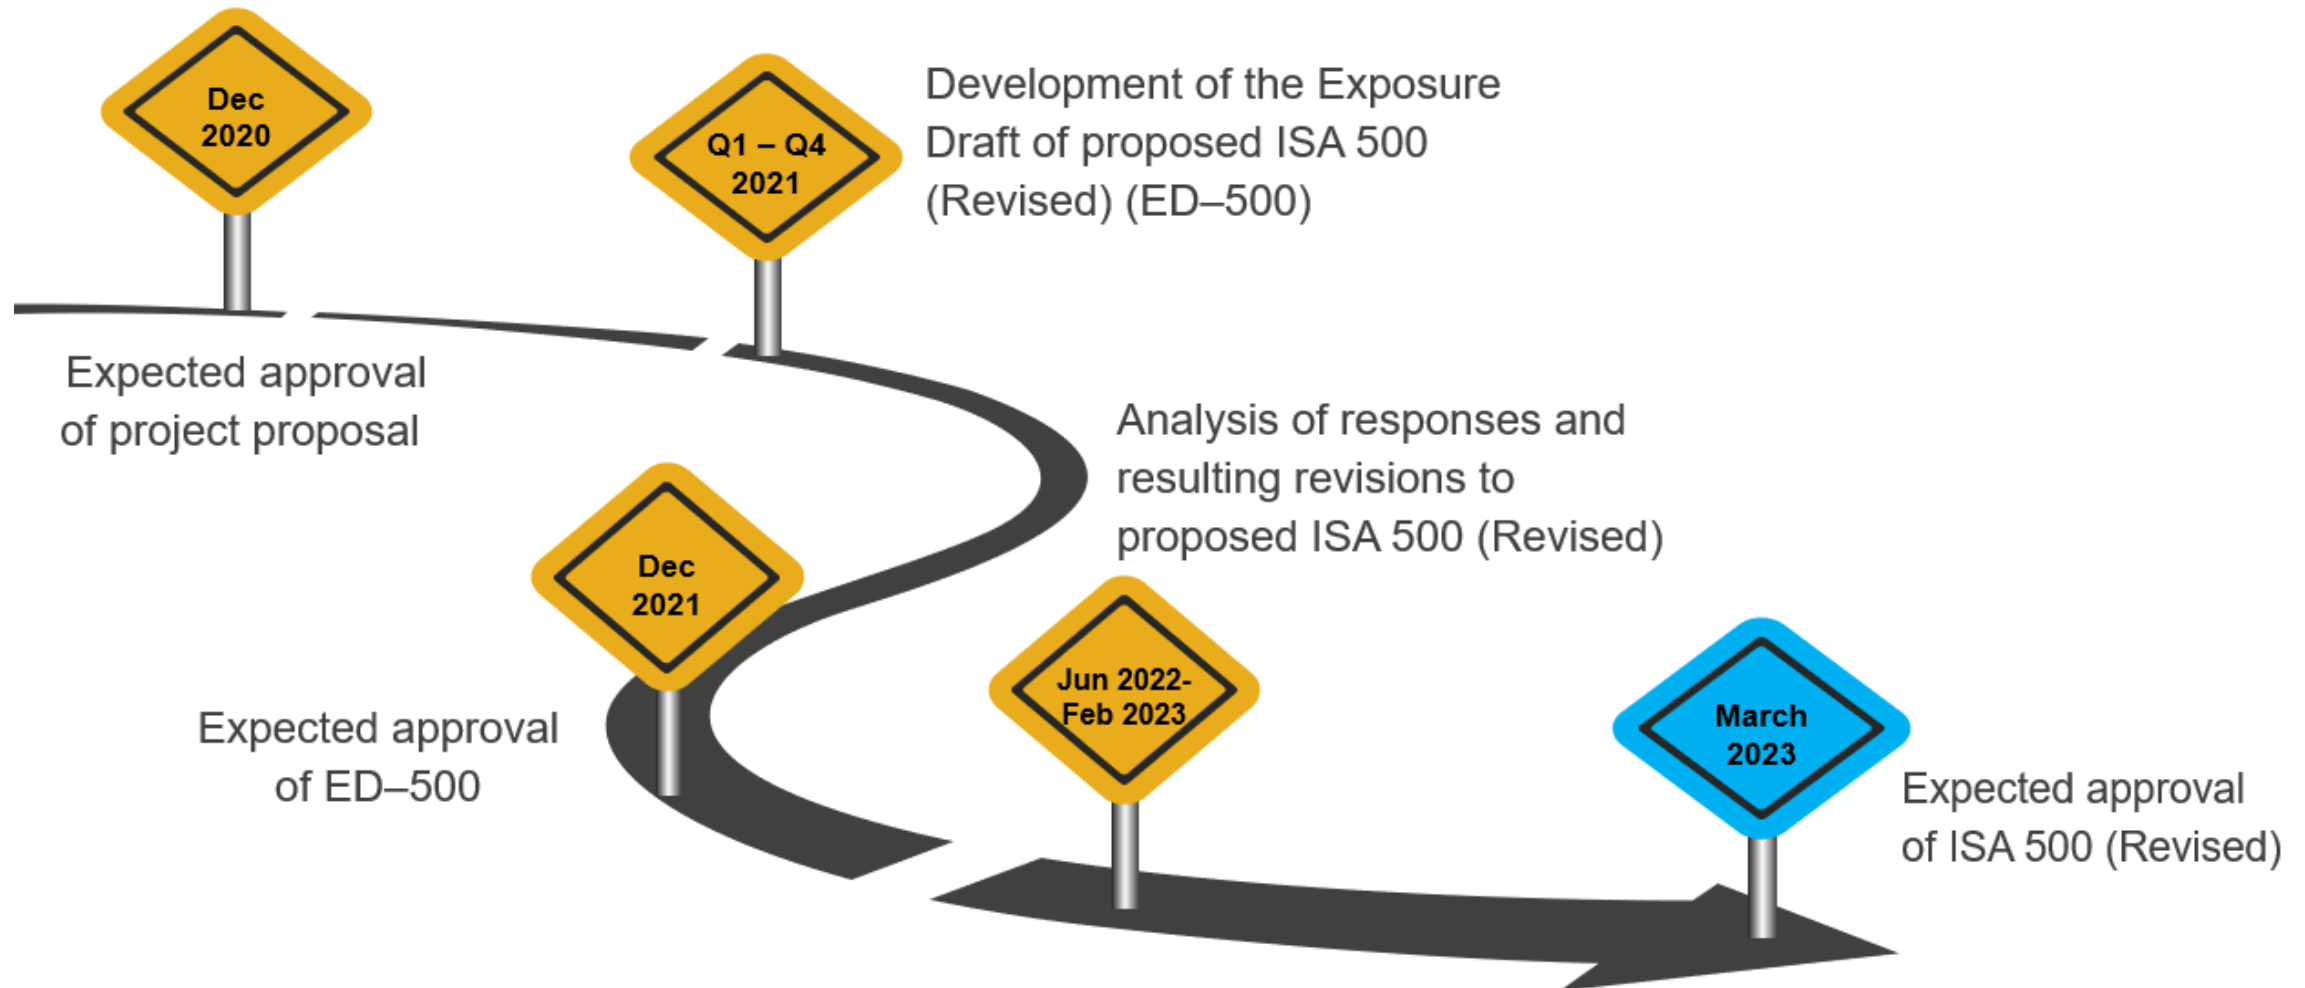 Dec
2020
Expected approval
of project proposal
Q1 – Q4
2021
Development of the Exposure
Draft of proposed ISA 500
(Revised) (ED–500)
Dec
2021
Expected approval
of ED–500
Analysis of responses and
resulting revisions to
proposed ISA 500 (Revised)
Jun 2022-
Feb 2023
March
2023
Expected approval
of ISA 500 (Revised)